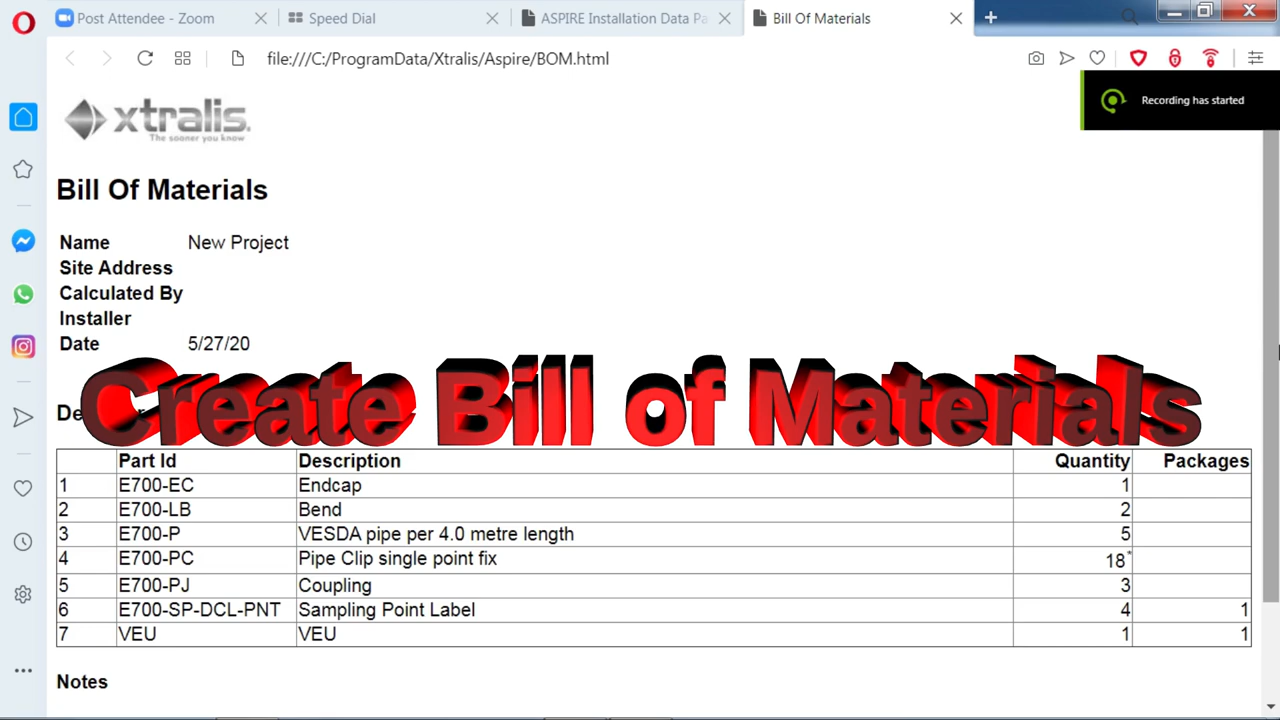 Post Attendee - Zoom
Speed Dial
ASPIRE Installation Data Pa
Bill Of Materials
file:///C:/ProgramData/Xtralis/Aspire/BOM.html
Recording has started
xtralis.
The sooner you know
Bill Of Materials
Name New Project
Site Address
Calculated By
Installer
Date 5/27/20
Create Bill of Materials
Part Id Description Quantity Packages
1 E700-EC Endcap 1
2 E700-LB Bend 2
3 E700-P VESDA pipe per 4.0 metre length 5
4 E700-PC Pipe Clip single point fix 18*
5 E700-PJ Coupling 3
6 E700-SP-DCL-PNT Sampling Point Label 4 1
7 VEU VEU 1 1
Notes